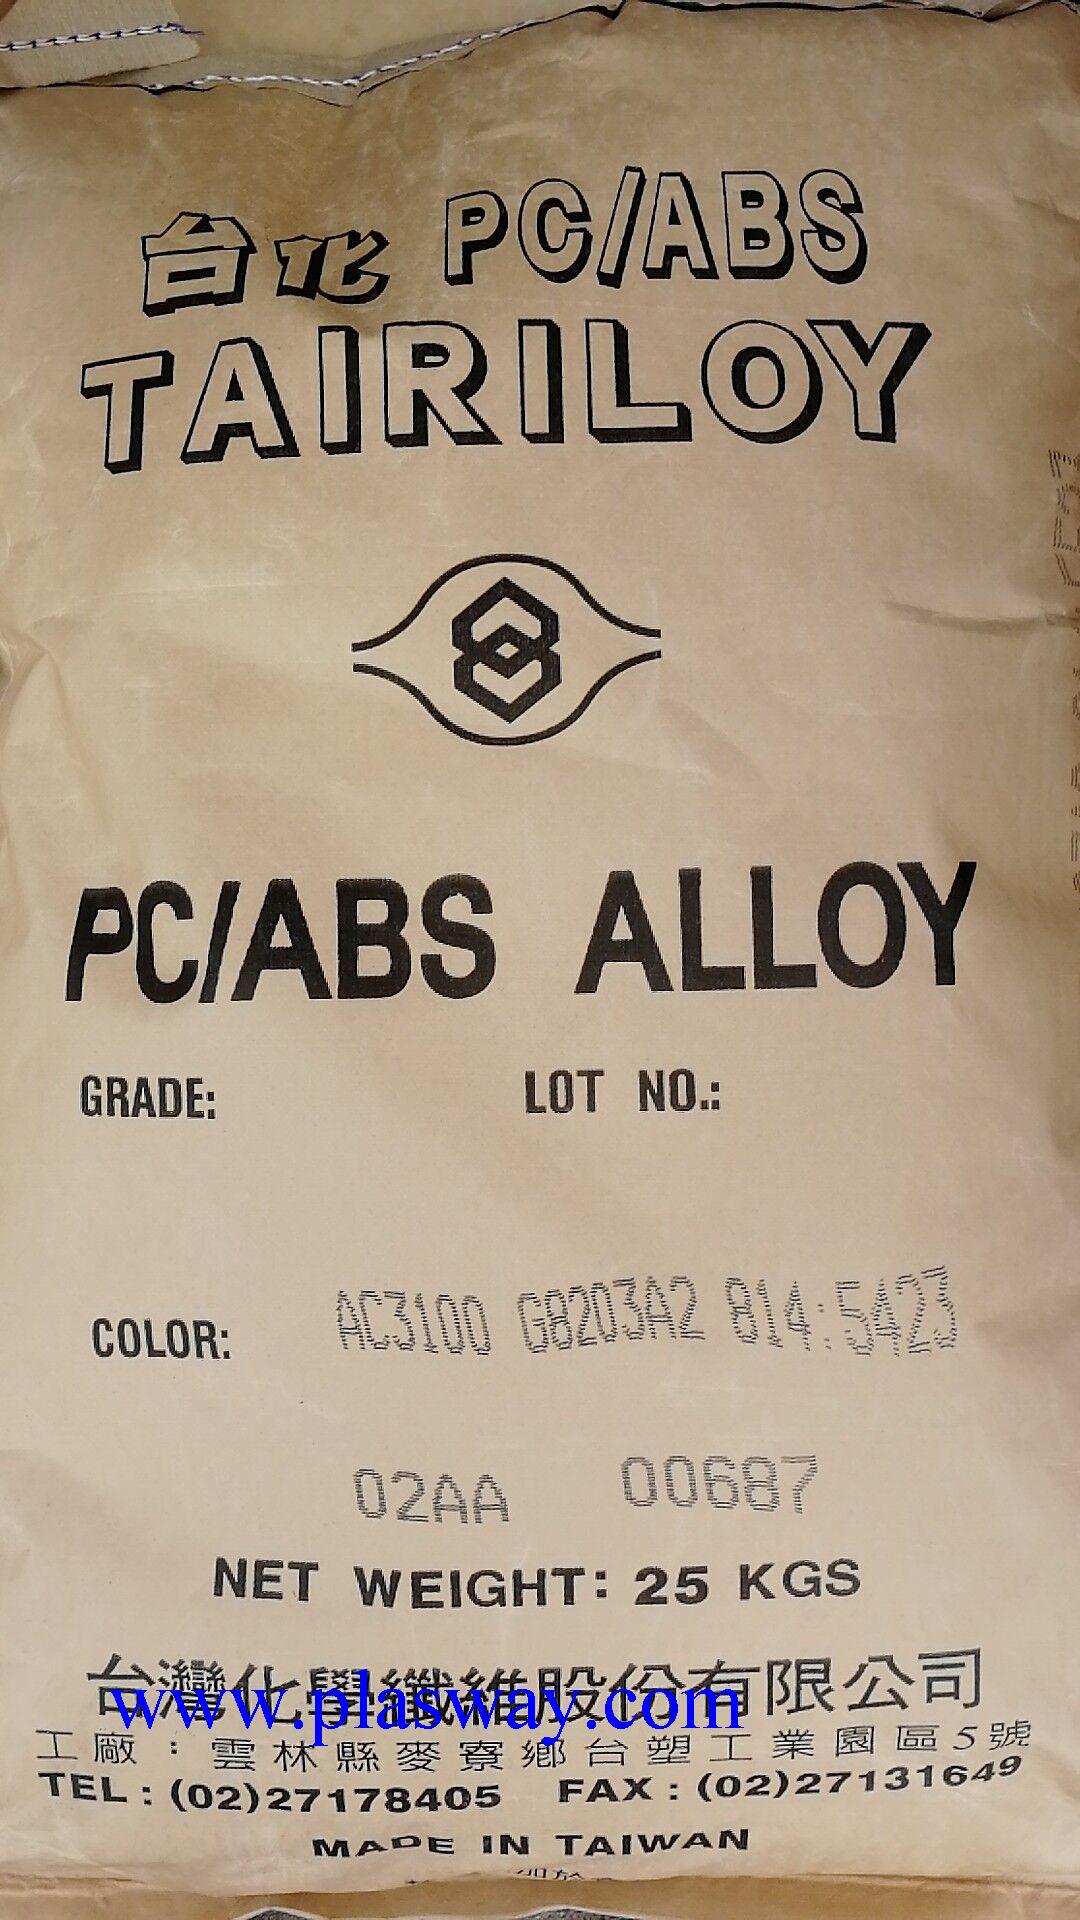 台化 PC/ABS
TAIRILOY
PC/ABS ALLOY
GRADE: LOT NO.:
COLOR: AC3100 G8203A2 814:5A23
02AA 00687
NET WEIGHT: 25 KGS
台灣化學纖維股份有限公司
www.plasway.com
工廠：雲林縣麥寮鄉台塑工業園區5號
TEL：(02)27178405 FAX：(02)27131649
MADE IN TAIWAN